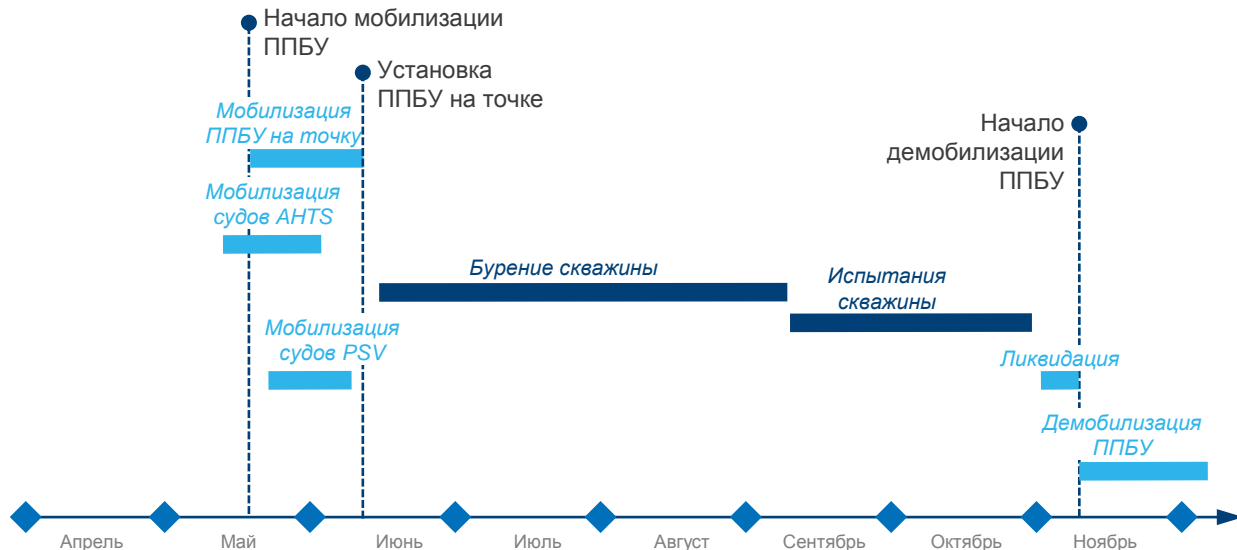 Начало мобилизации
ППБУ
Установка
ППБУ на точке
Мобилизация
ППБУ на точку
Начало
демобилизации
ППБУ
Мобилизация
судов AHTS
Бурение скважины
Испытания
скважины
Мобилизация
судов PSV
Ликвидация
Демобилизация
ППБУ
Апрель
Май
Июнь
Июль
Август
Сентябрь
Октябрь
Ноябрь